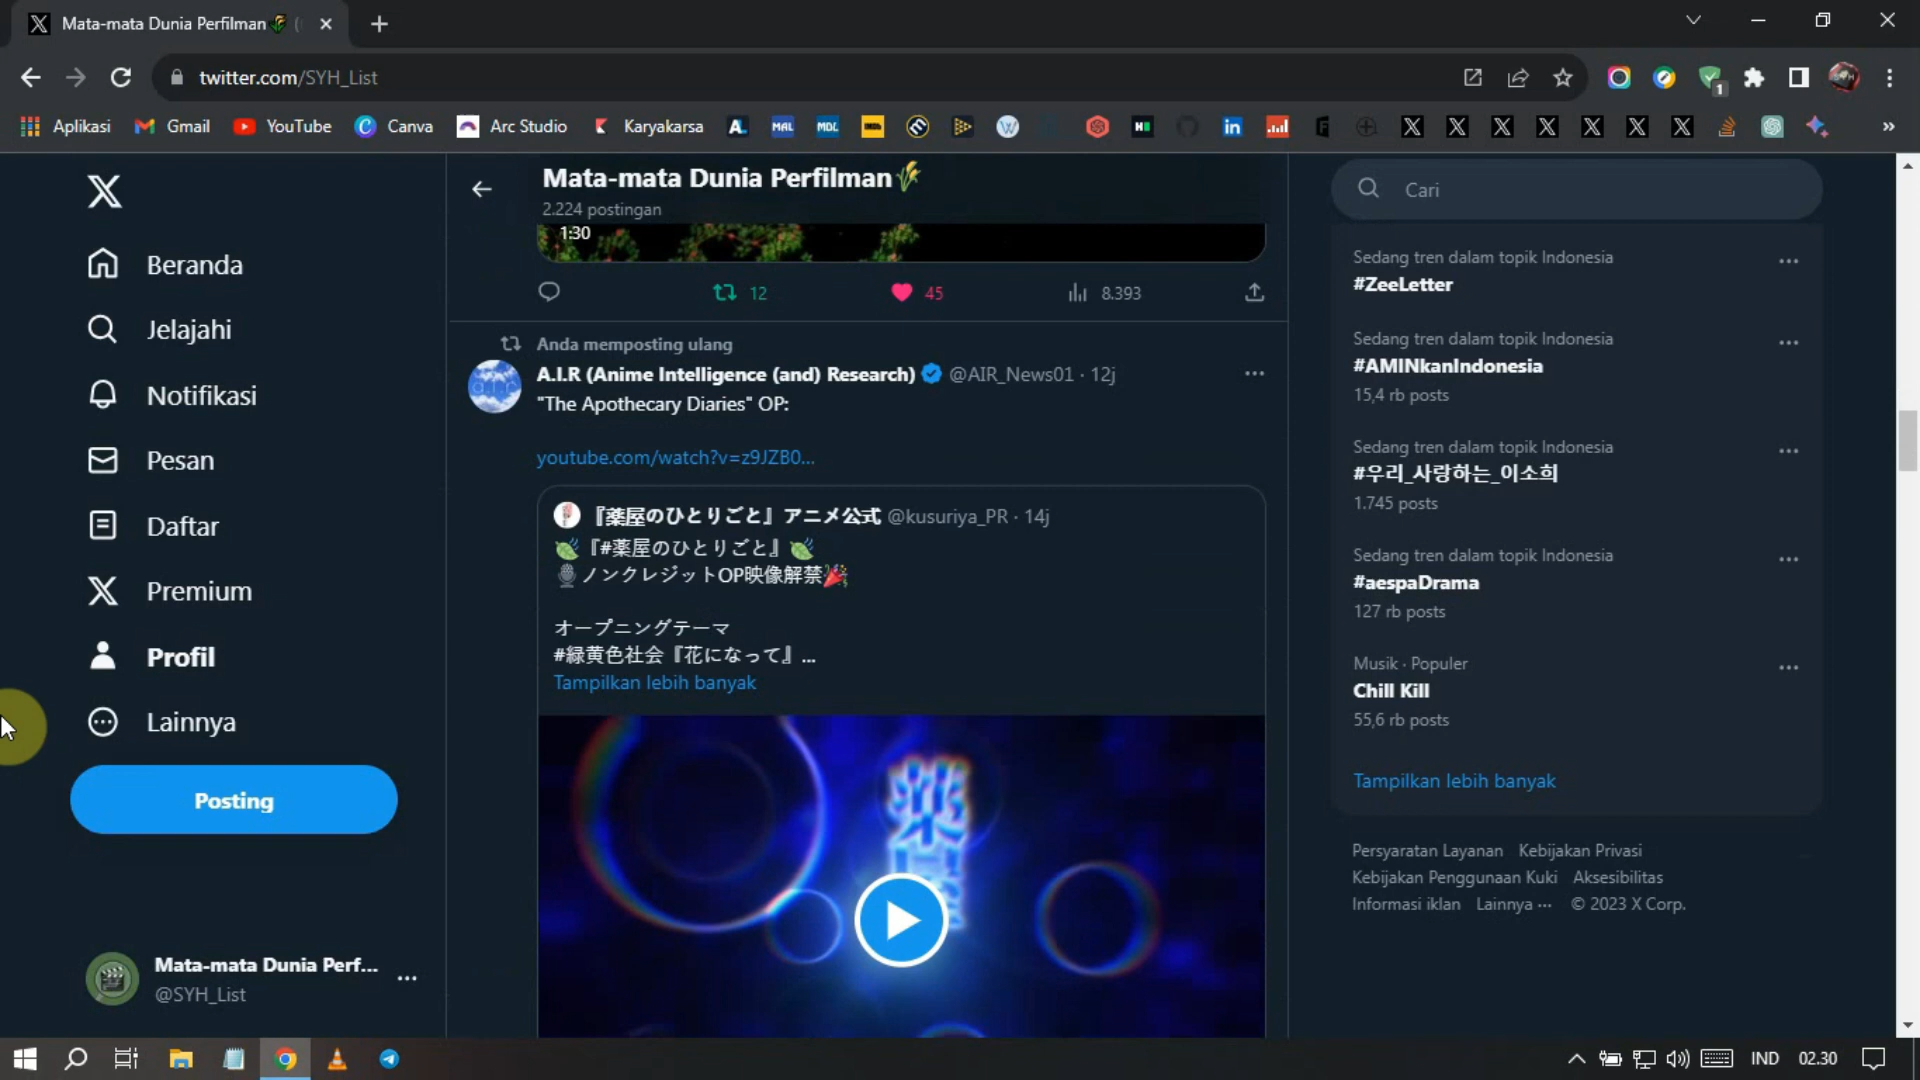 Mata-mata Dunia Perfilman🌾 (
twitter.com/SYH_List
1
Aplikasi
Gmail
YouTube
Canva
Arc Studio
Karyakarsa
MAL
MDL
»
Beranda
Jelajahi
Notifikasi
Pesan
Daftar
Premium
Profil
Lainnya
Posting
Mata-mata Dunia Perf...
@SYH_List
Mata-mata Dunia Perfilman🌾
2.224 postingan
1:30
12
45
8.393
Anda memposting ulang
A.I.R (Anime Intelligence (and) Research) @AIR_News01 · 12j
"The Apothecary Diaries" OP:
youtube.com/watch?v=z9JZB0...
『薬屋のひとりごと』アニメ公式 @kusuriya_PR · 14j
🍃『#薬屋のひとりごと』🍃
🎙ノンクレジットOP映像解禁🎉
オープニングテーマ
#緑黄色社会『花になって』...
Tampilkan lebih banyak
Cari
Sedang tren dalam topik Indonesia
#ZeeLetter
Sedang tren dalam topik Indonesia
#AMINkanIndonesia
15,4 rb posts
Sedang tren dalam topik Indonesia
#우리_사랑하는_이소희
1.745 posts
Sedang tren dalam topik Indonesia
#aespaDrama
127 rb posts
Musik · Populer
Chill Kill
55,6 rb posts
Tampilkan lebih banyak
Persyaratan Layanan Kebijakan Privasi
Kebijakan Penggunaan Kuki Aksesibilitas
Informasi iklan Lainnya ··· © 2023 X Corp.
IND
02.30